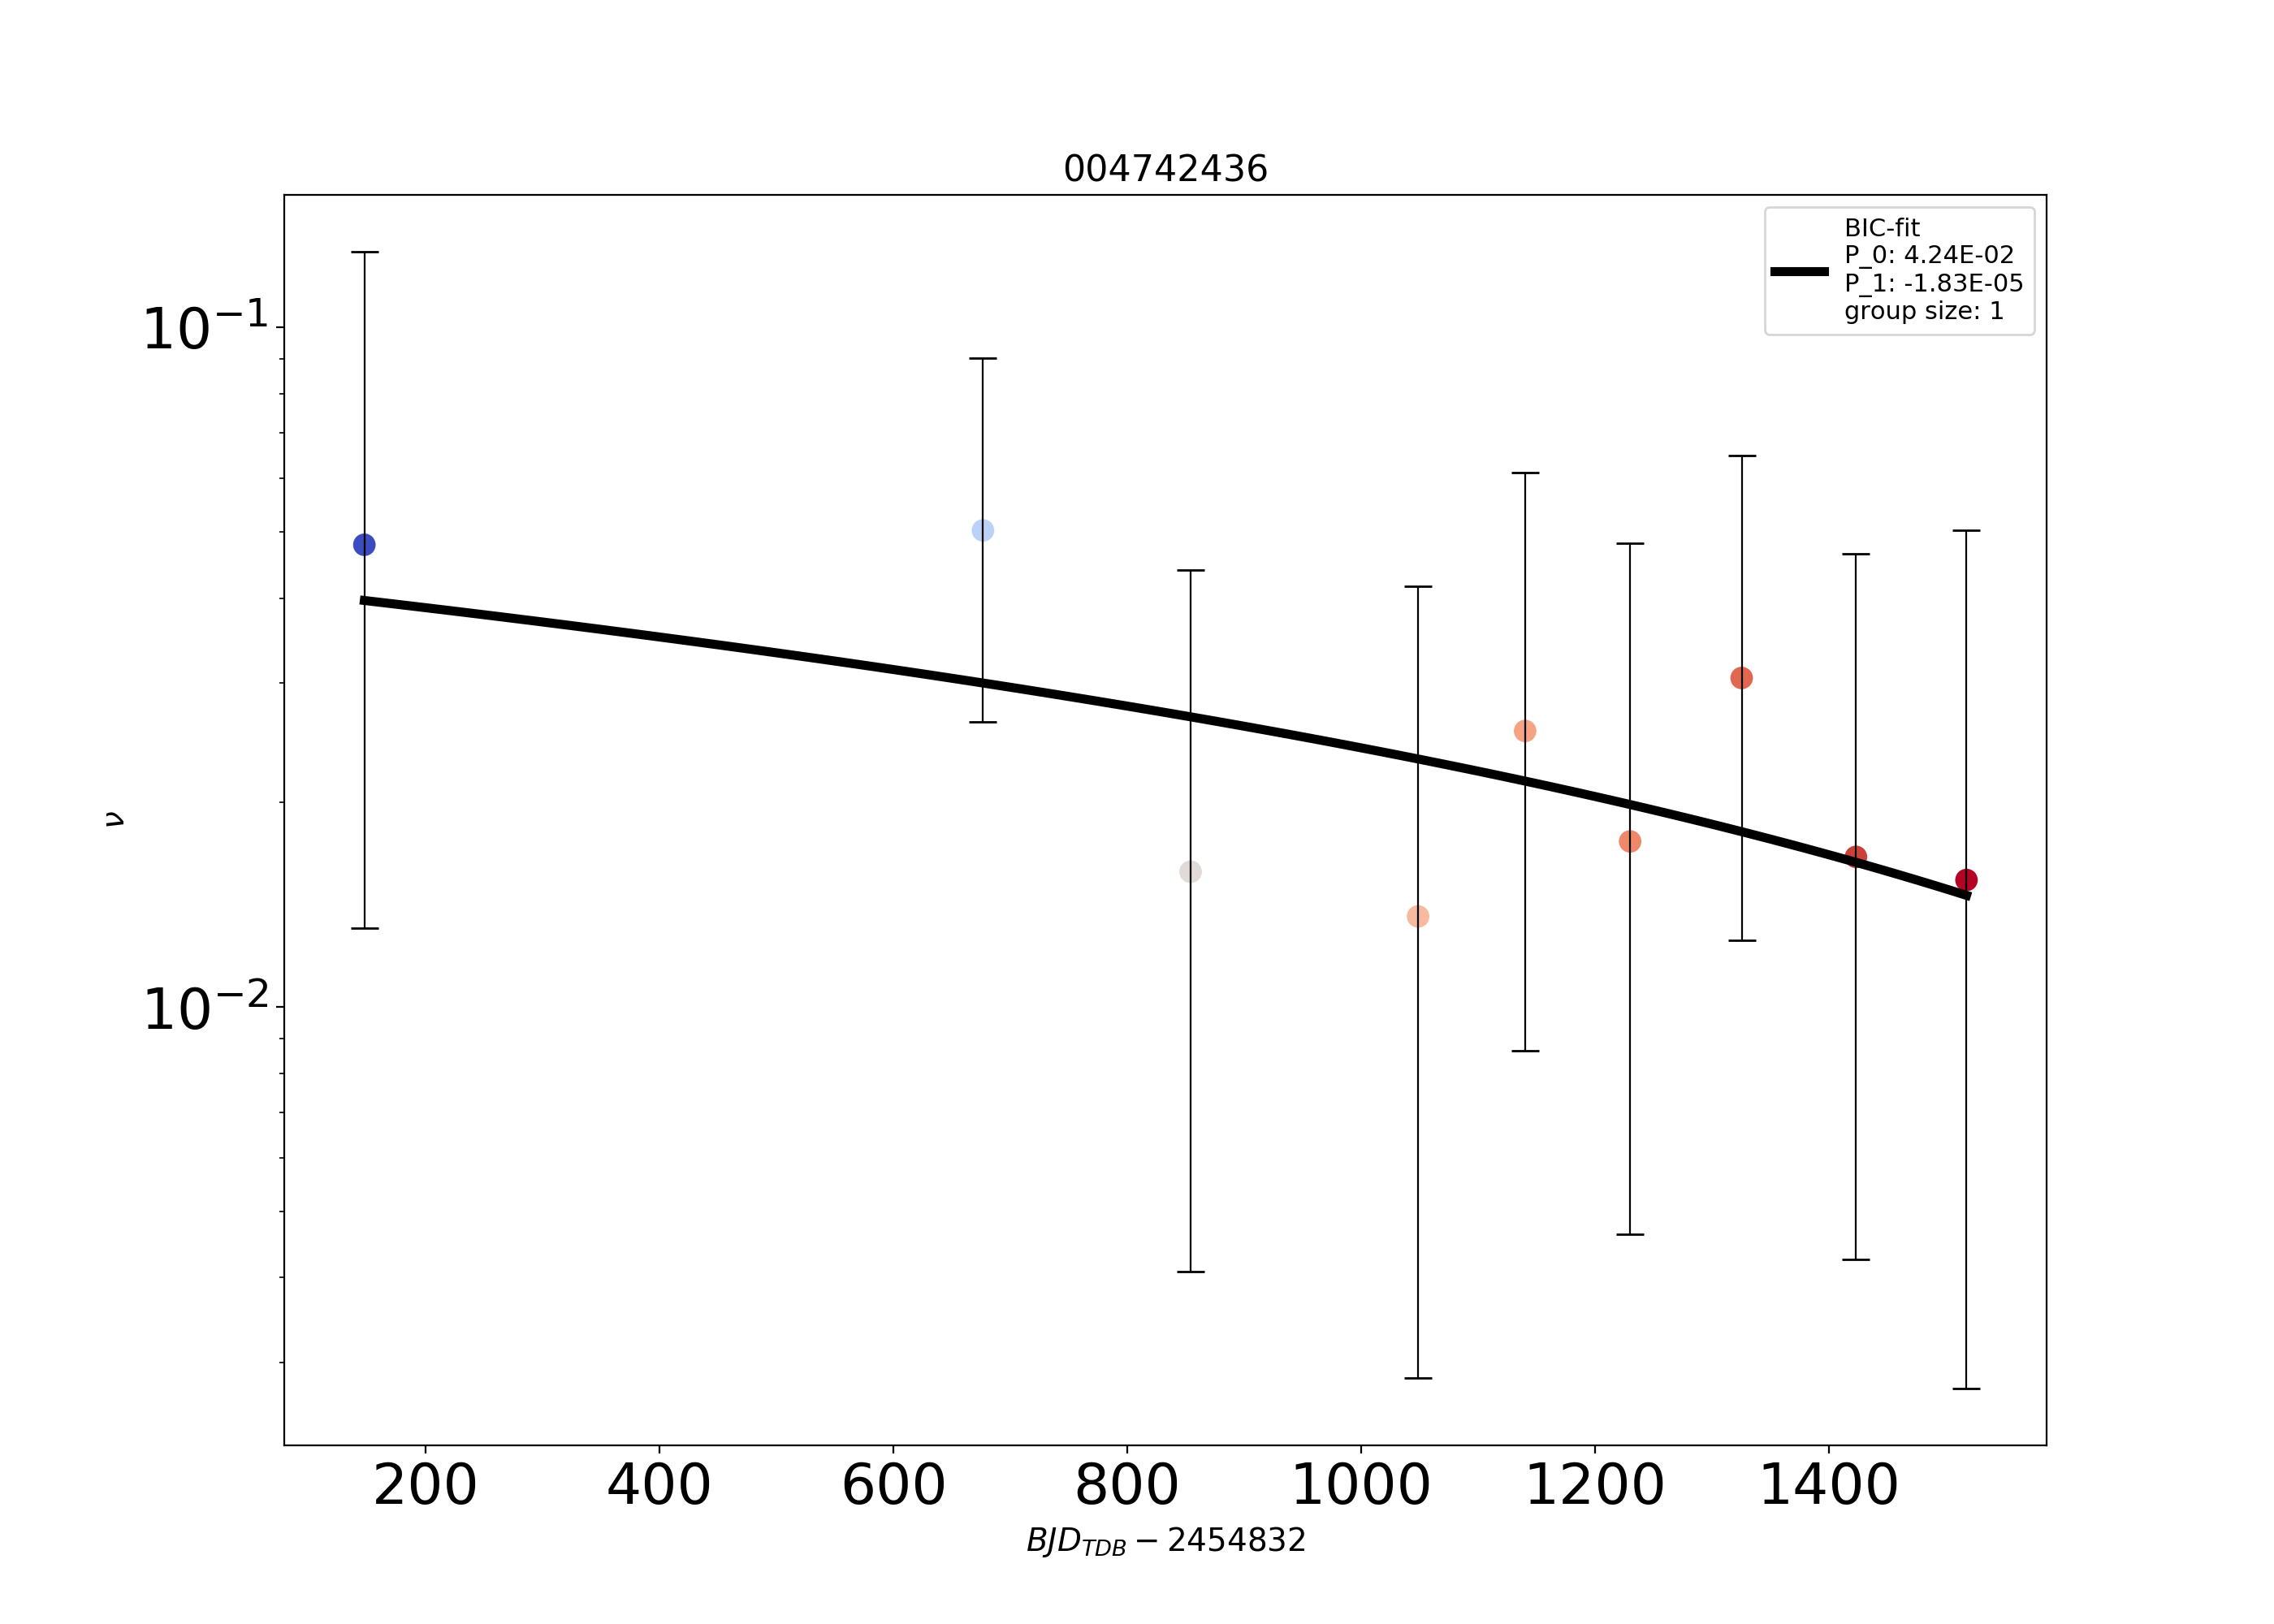 004742436
BIC-fit
P_0: 4.24E-02
P_1: -1.83E-05
group size: 1
10⁻¹
10⁻²
ν
200 400 600 800 1000 1200 1400
BJD_TDB − 2454832